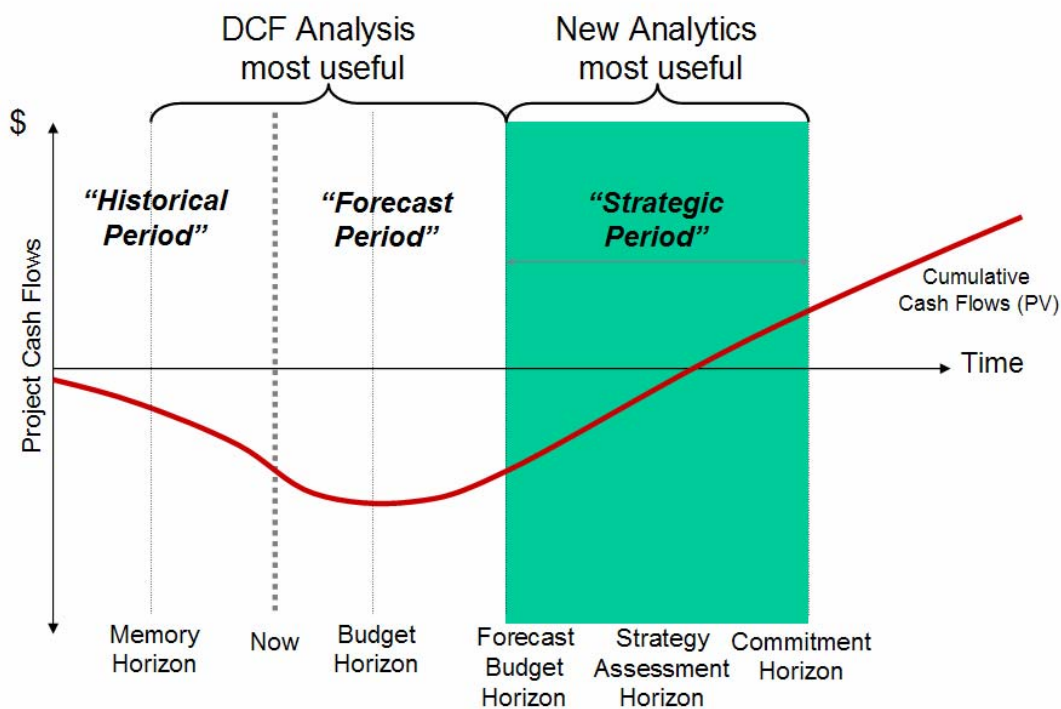 DCF Analysis
most useful
New Analytics
most useful
$
“Historical
Period”
“Forecast
Period”
“Strategic
Period”
Project Cash Flows
Cumulative
Cash Flows (PV)
Time
Memory
Horizon
Now
Budget
Horizon
Forecast
Budget
Horizon
Strategy
Assessment
Horizon
Commitment
Horizon